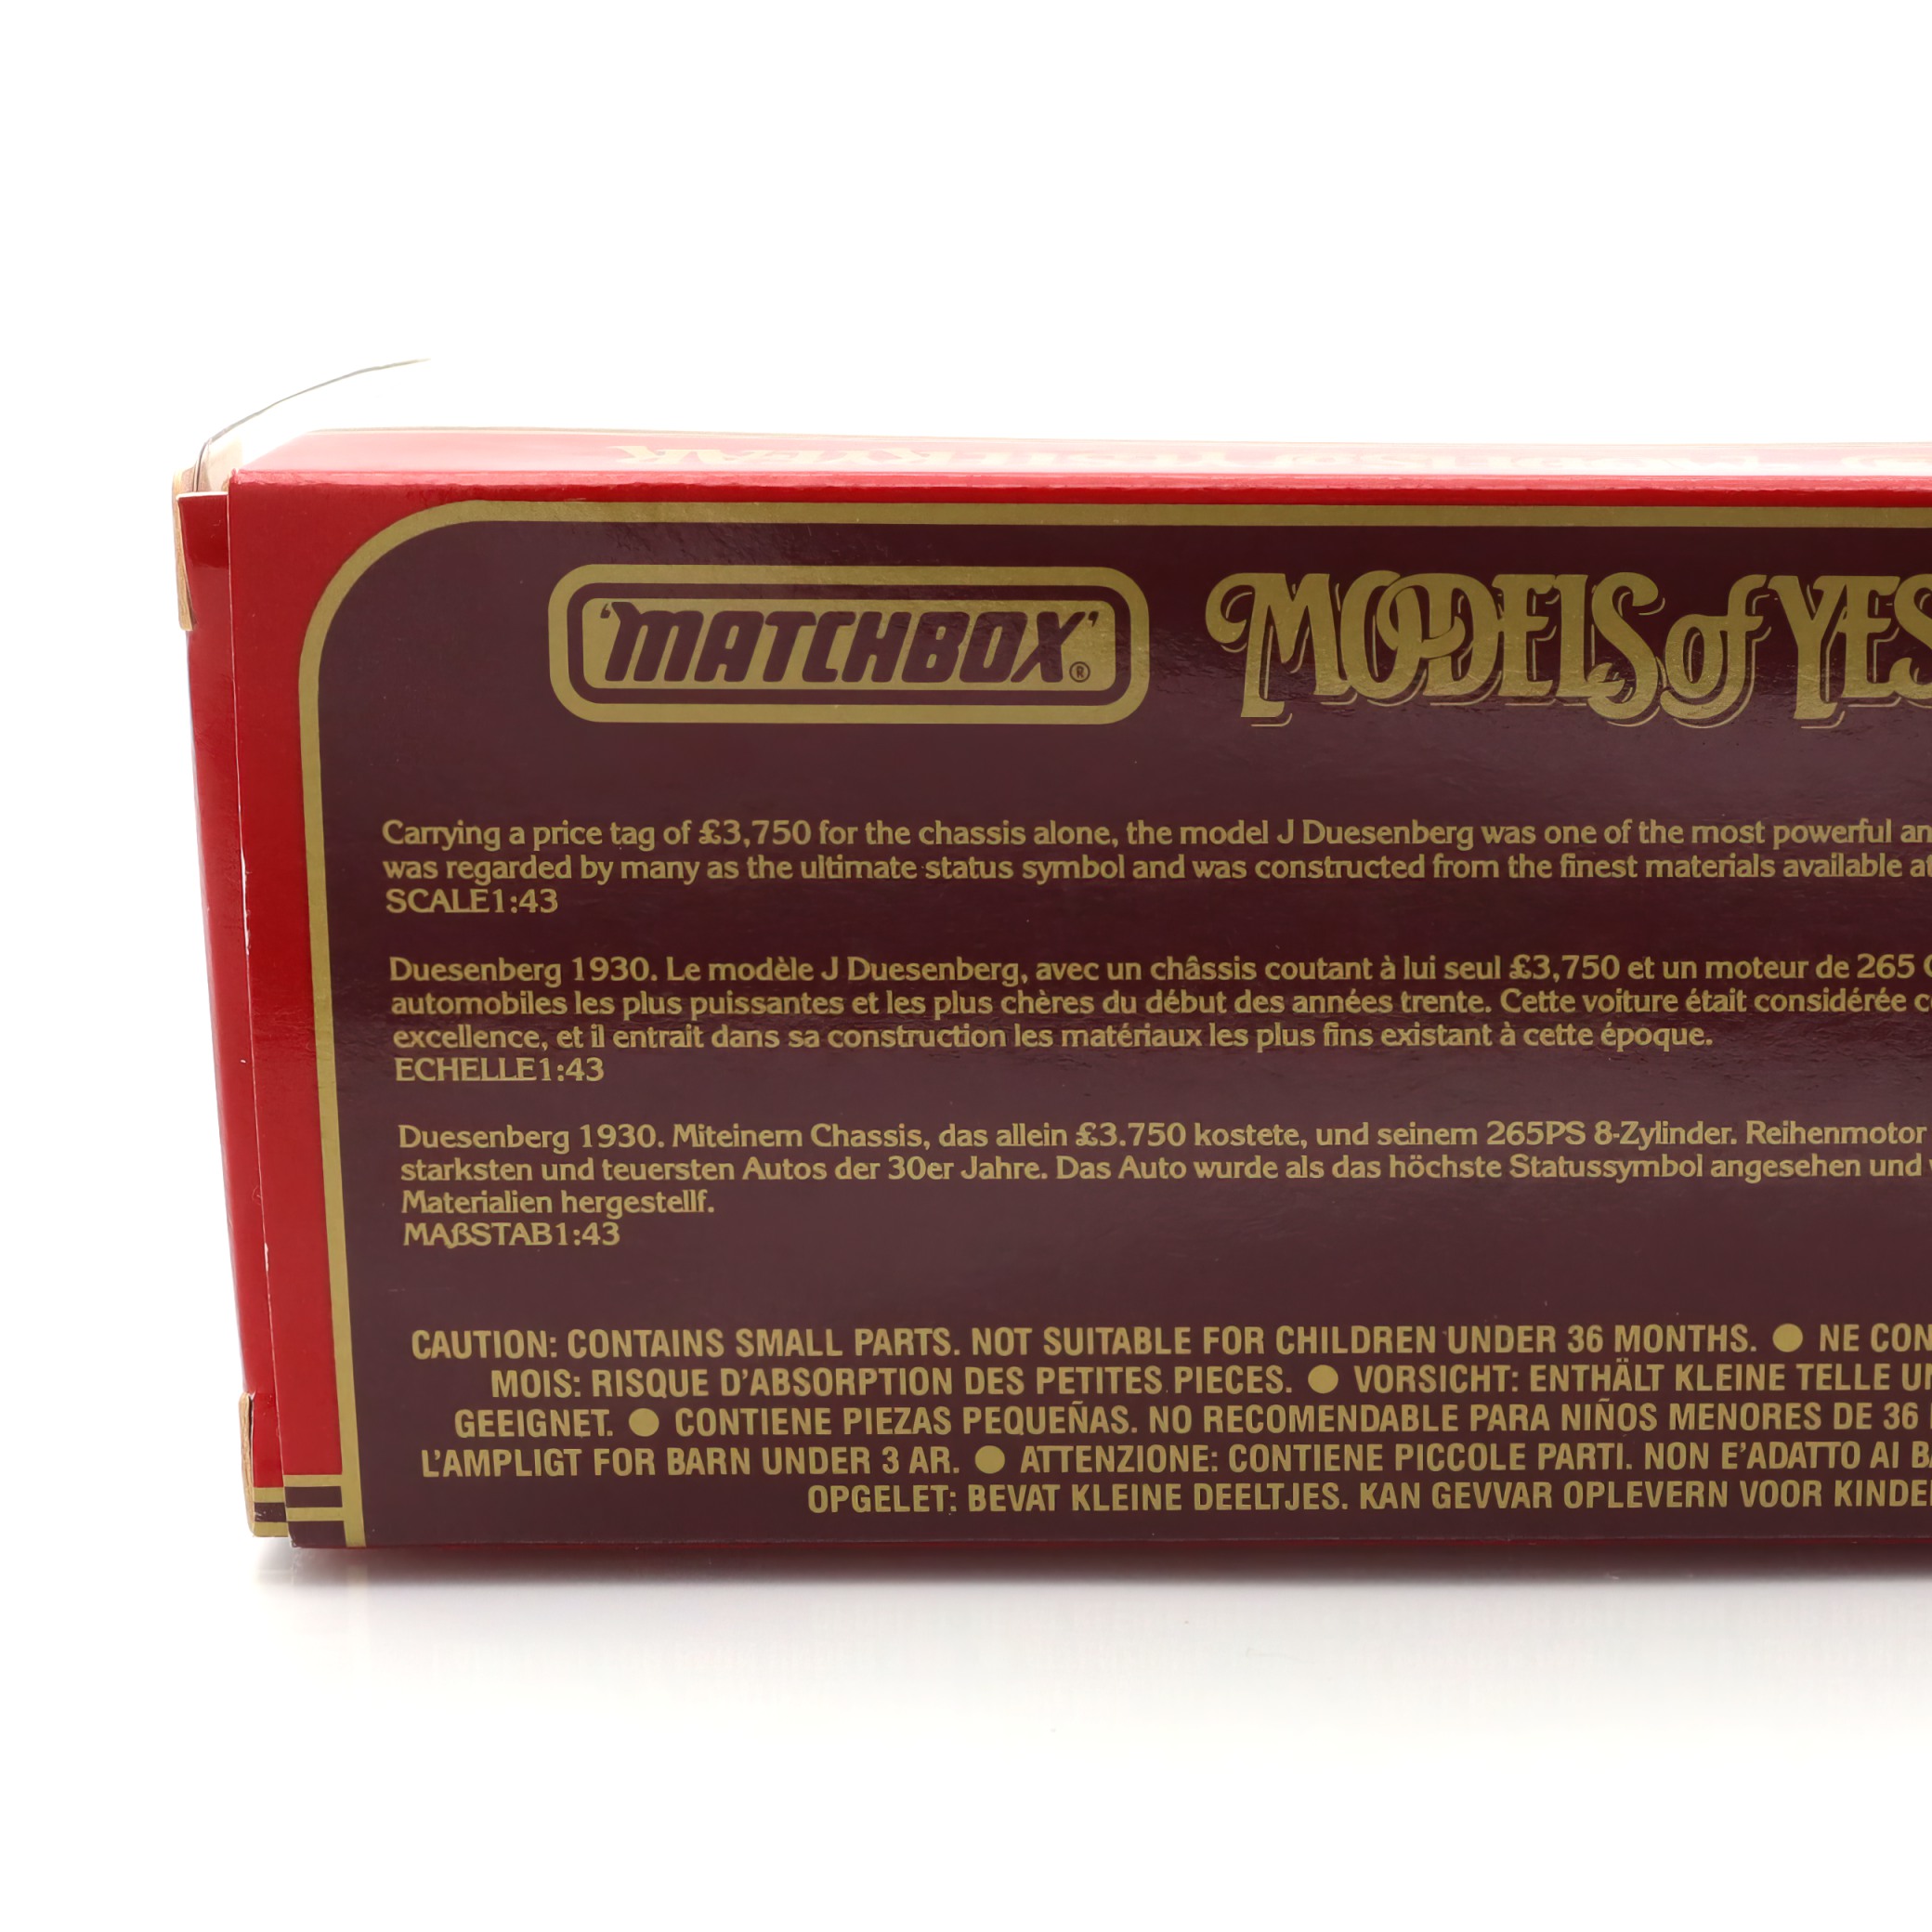 'MATCHBOX' ®
MODELS of YES
Carrying a price tag of £3,750 for the chassis alone, the model J Duesenberg was one of the most powerful an
was regarded by many as the ultimate status symbol and was constructed from the finest materials available at
SCALE1:43
Duesenberg 1930. Le modèle J Duesenberg, avec un châssis coutant à lui seul £3,750 et un moteur de 265
automobiles les plus puissantes et les plus chères du début des années trente. Cette voiture était considérée c
excellence, et il entrait dans sa construction les matériaux les plus fins existant à cette époque.
ECHELLE1:43
Duesenberg 1930. Miteinem Chassis, das allein £3.750 kostete, und seinem 265PS 8-Zylinder. Reihenmotor
starksten und teuersten Autos der 30er Jahre. Das Auto wurde als das höchste Statussymbol angesehen und
Materialien hergestellf.
MAßSTAB1:43
CAUTION: CONTAINS SMALL PARTS. NOT SUITABLE FOR CHILDREN UNDER 36 MONTHS. ● NE CON
MOIS: RISQUE D'ABSORPTION DES PETITES PIECES. ● VORSICHT: ENTHÄLT KLEINE TELLE UN
GEEIGNET. ● CONTIENE PIEZAS PEQUEÑAS. NO RECOMENDABLE PARA NIÑOS MENORES DE 36
L'AMPLIGT FOR BARN UNDER 3 AR. ● ATTENZIONE: CONTIENE PICCOLE PARTI. NON E'ADATTO AI BA
OPGELET: BEVAT KLEINE DEELTJES. KAN GEVVAR OPLEVERN VOOR KINDE